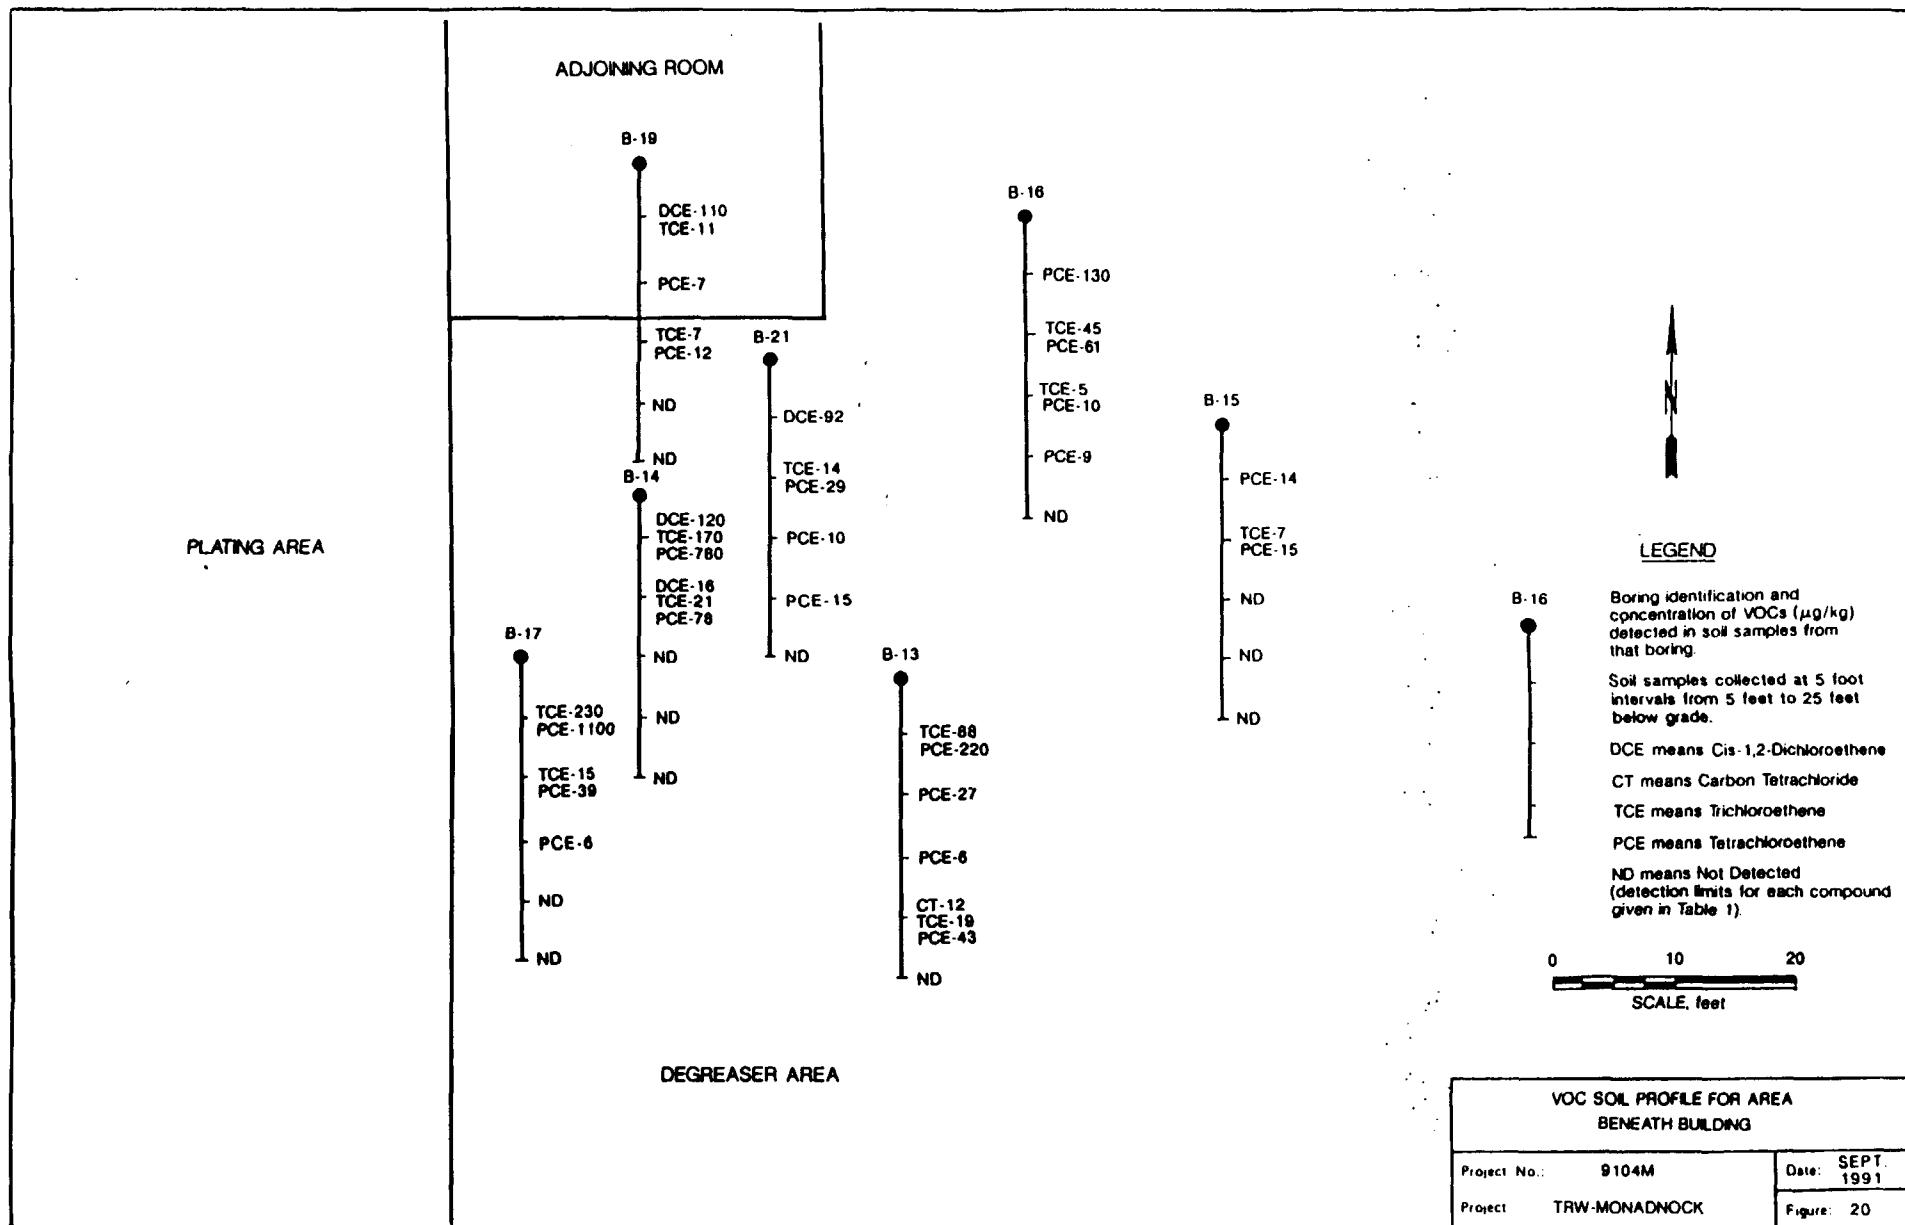 ADJOINING ROOM
B-19
DCE-110
TCE-11
PCE-7
TCE-7
PCE-12
ND
ND
B-14
DCE-120
TCE-170
PCE-780
DCE-16
TCE-21
PCE-78
ND
ND
ND
B-21
DCE-92
TCE-14
PCE-29
PCE-10
PCE-15
ND
B-17
TCE-230
PCE-1100
TCE-15
PCE-39
PCE-6
ND
ND
B-13
TCE-88
PCE-220
PCE-27
PCE-6
CT-12
TCE-19
PCE-43
ND
B-16
PCE-130
TCE-45
PCE-61
TCE-5
PCE-10
PCE-9
ND
B-15
PCE-14
TCE-7
PCE-15
ND
ND
ND
PLATING AREA
DEGREASER AREA
N
LEGEND
B-16
Boring identification and
concentration of VOCs (µg/kg)
detected in soil samples from
that boring.
Soil samples collected at 5 foot
intervals from 5 feet to 25 feet
below grade.
DCE means Cis-1,2-Dichloroethene
CT means Carbon Tetrachloride
TCE means Trichloroethene
PCE means Tetrachloroethene
ND means Not Detected
(detection limits for each compound
given in Table 1).
0 10 20
SCALE, feet
VOC SOIL PROFILE FOR AREA
BENEATH BUILDING
Project No.: 9104M
Date: SEPT. 1991
Project TRW-MONADNOCK
Figure: 20